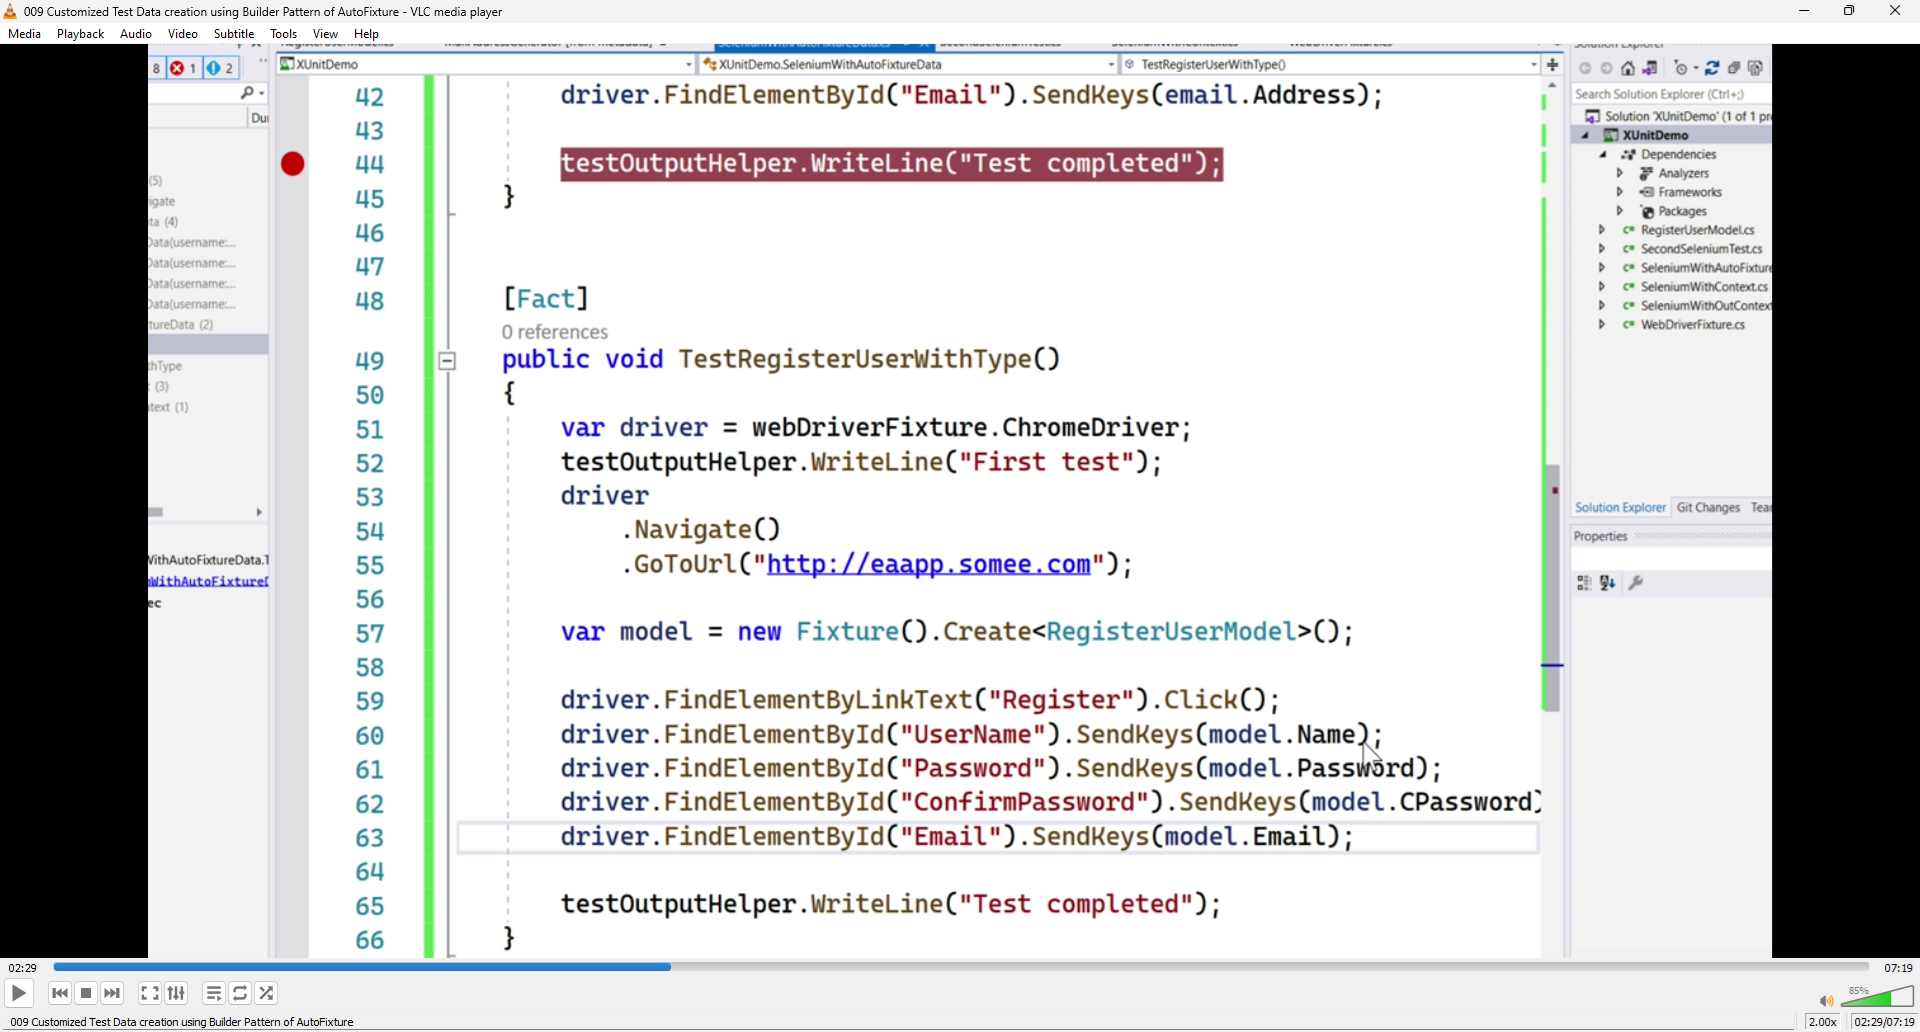 009 Customized Test Data creation using Builder Pattern of AutoFixture - VLC media player
Media Playback Audio Video Subtitle Tools View Help
8 1 2
XUnitDemo
XUnitDemo.SeleniumWithAutoFixtureData
TestRegisterUserWithType()
Search Solution Explorer (Ctrl+;)
Solution 'XUnitDemo' (1 of 1 pr
XUnitDemo
Dependencies
Analyzers
Frameworks
Packages
RegisterUserModel.cs
SecondSeleniumTest.cs
SeleniumWithAutoFixture
SeleniumWithContext.cs
SeleniumWithOutContext
WebDriverFixture.cs
Solution Explorer Git Changes Tear
Properties
Du
(5)
igate
ta (4)
Data(username:...
Data(username:...
Data(username:...
Data(username:...
tureData (2)
thType
(3)
text (1)
WithAutoFixtureData.T
WithAutoFixtureD
ec
42 driver.FindElementById("Email").SendKeys(email.Address);
43
44 testOutputHelper.WriteLine("Test completed");
45 }
46
47
48 [Fact]
0 references
49 public void TestRegisterUserWithType()
50 {
51 var driver = webDriverFixture.ChromeDriver;
52 testOutputHelper.WriteLine("First test");
53 driver
54 .Navigate()
55 .GoToUrl("http://eaapp.somee.com");
56
57 var model = new Fixture().Create<RegisterUserModel>();
58
59 driver.FindElementByLinkText("Register").Click();
60 driver.FindElementById("UserName").SendKeys(model.Name);
61 driver.FindElementById("Password").SendKeys(model.Password);
62 driver.FindElementById("ConfirmPassword").SendKeys(model.CPassword)
63 driver.FindElementById("Email").SendKeys(model.Email);
64
65 testOutputHelper.WriteLine("Test completed");
66 }
02:29
07:19
85%
009 Customized Test Data creation using Builder Pattern of AutoFixture
2.00x
02:29/07:19